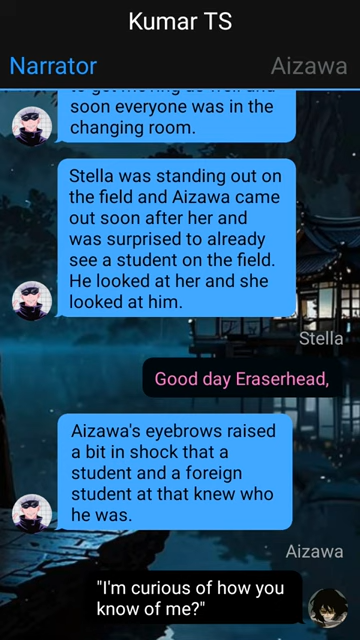 Kumar TS
Narrator
Aizawa
soon everyone was in the
changing room.
Stella was standing out on
the field and Aizawa came
out soon after her and
was surprised to already
see a student on the field.
He looked at her and she
looked at him.
Stella
Good day Eraserhead,
Aizawa's eyebrows raised
a bit in shock that a
student and a foreign
student at that knew who
he was.
Aizawa
"I'm curious of how you
know of me?"